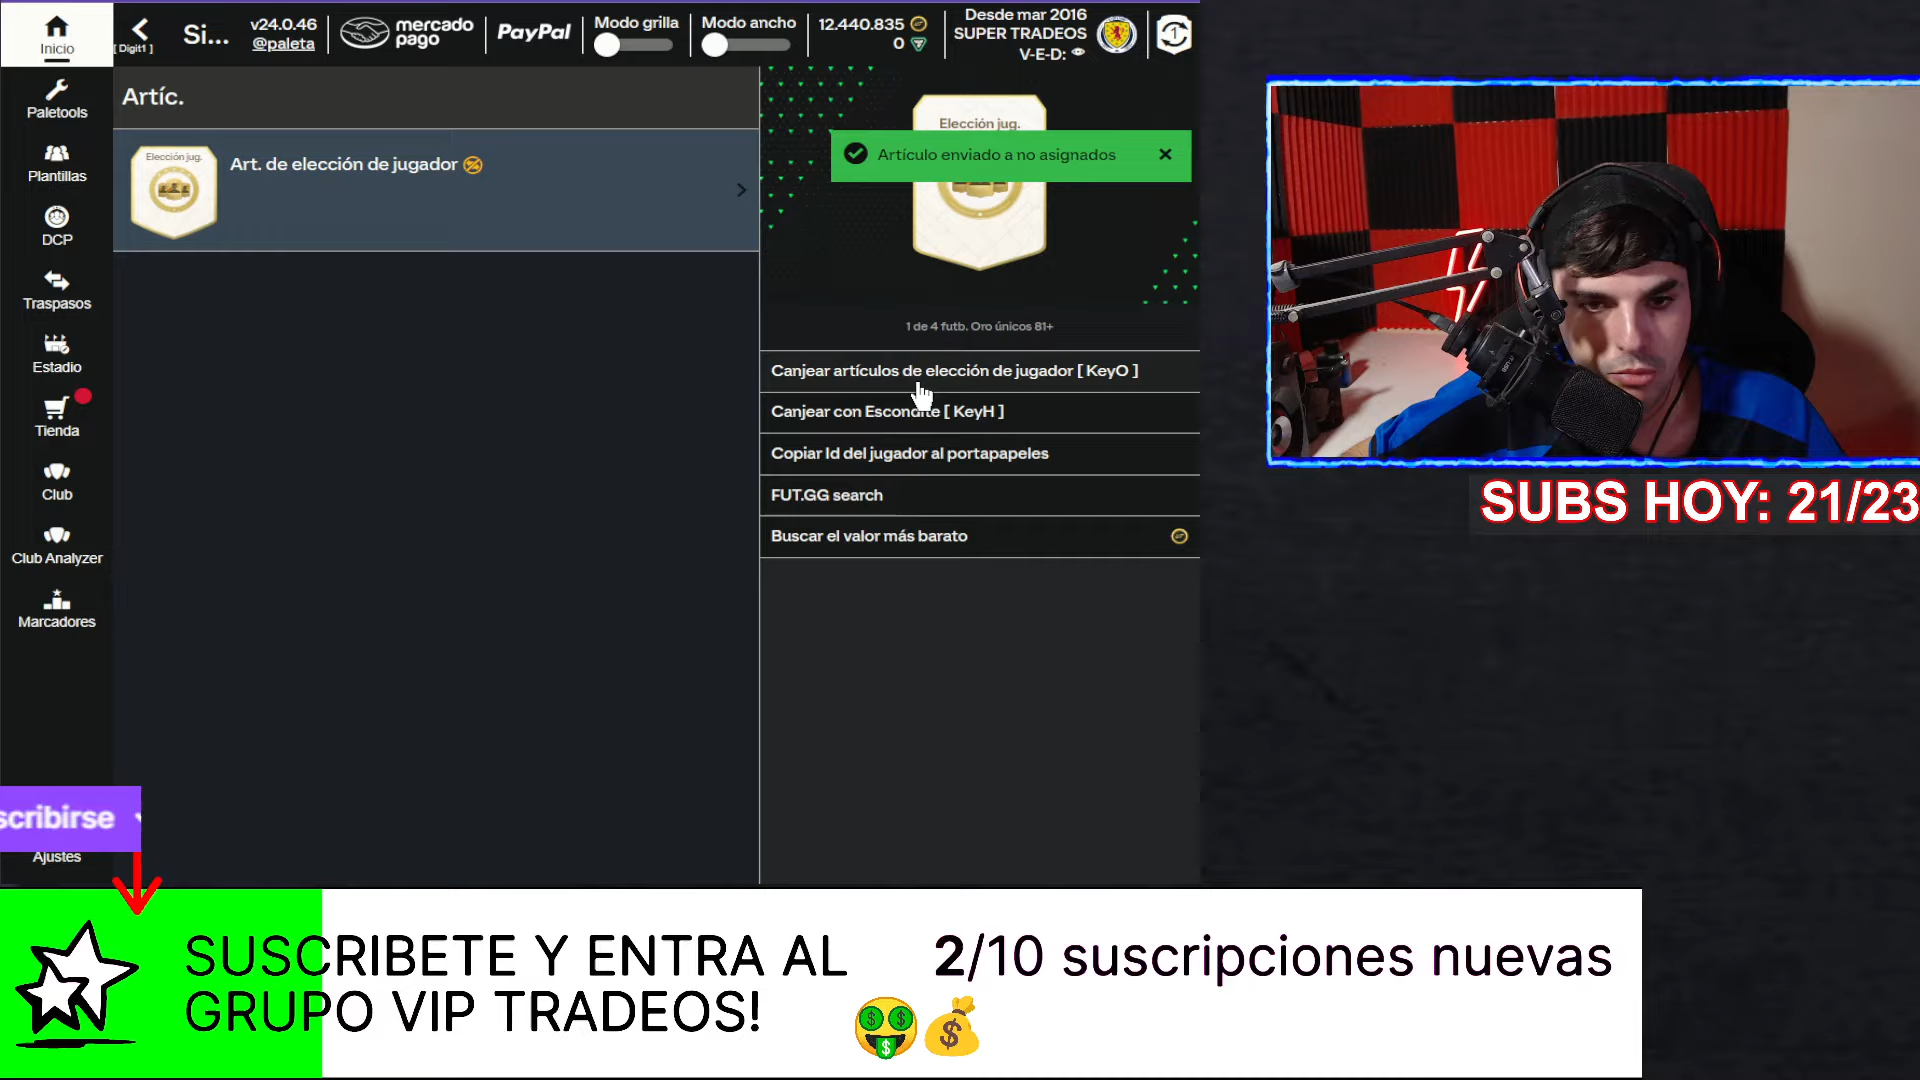 Inicio
[ Digit1 ]
Si...
v24.0.46
@paleta
mercado
pago
PayPal
Modo grilla
Modo ancho
12.440.835
0
Desde mar 2016
SUPER TRADEOS
V-E-D:
1
Paletools
Plantillas
DCP
Traspasos
Estadio
Tienda
Club
Club Analyzer
Marcadores
Ajustes
Artíc.
Elección jug.
Art. de elección de jugador
Elección jug.
Artículo enviado a no asignados
1 de 4 futb. Oro únicos 81+
Canjear artículos de elección de jugador [ KeyO ]
Canjear con Escondite [ KeyH ]
Copiar Id del jugador al portapapeles
FUT.GG search
Buscar el valor más barato
SUBS HOY: 21/23
scribirse
SUSCRIBETE Y ENTRA AL
GRUPO VIP TRADEOS!
2/10 suscripciones nuevas